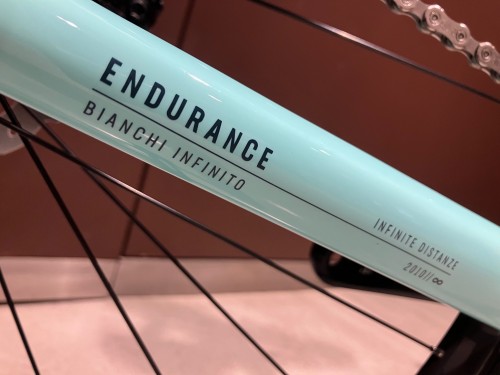 ENDURANCE
BIANCHI INFINITO
INFINITE DISTANZE
2010//∞